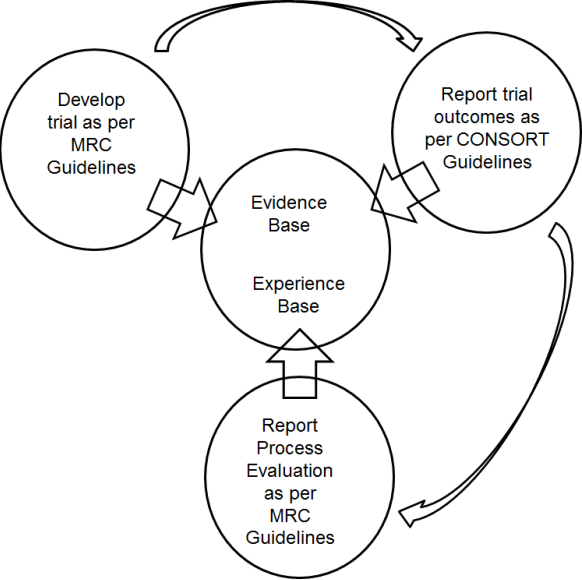 Develop
trial as per
MRC
Guidelines
Report trial
outcomes as
per CONSORT
Guidelines
Evidence
Base
Experience
Base
Report
Process
Evaluation
as per
MRC
Guidelines